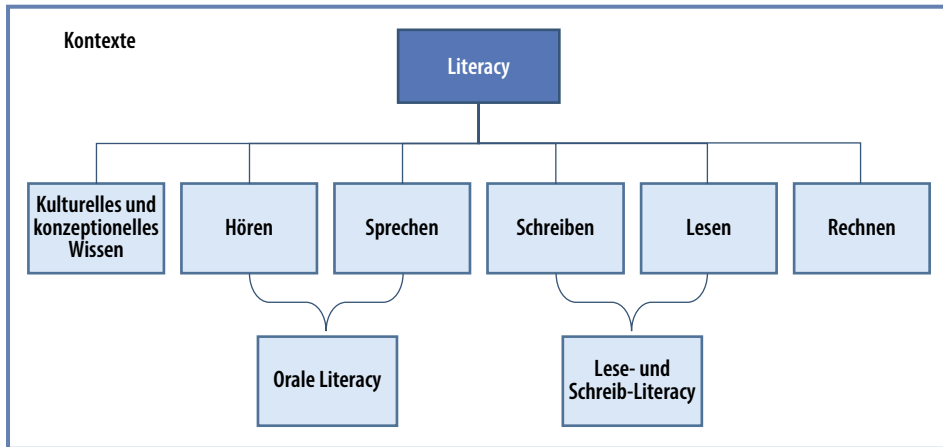 Kontexte
Literacy
Kulturelles und
konzeptionelles
Wissen
Hören
Sprechen
Schreiben
Lesen
Rechnen
Orale Literacy
Lese- und
Schreib-Literacy